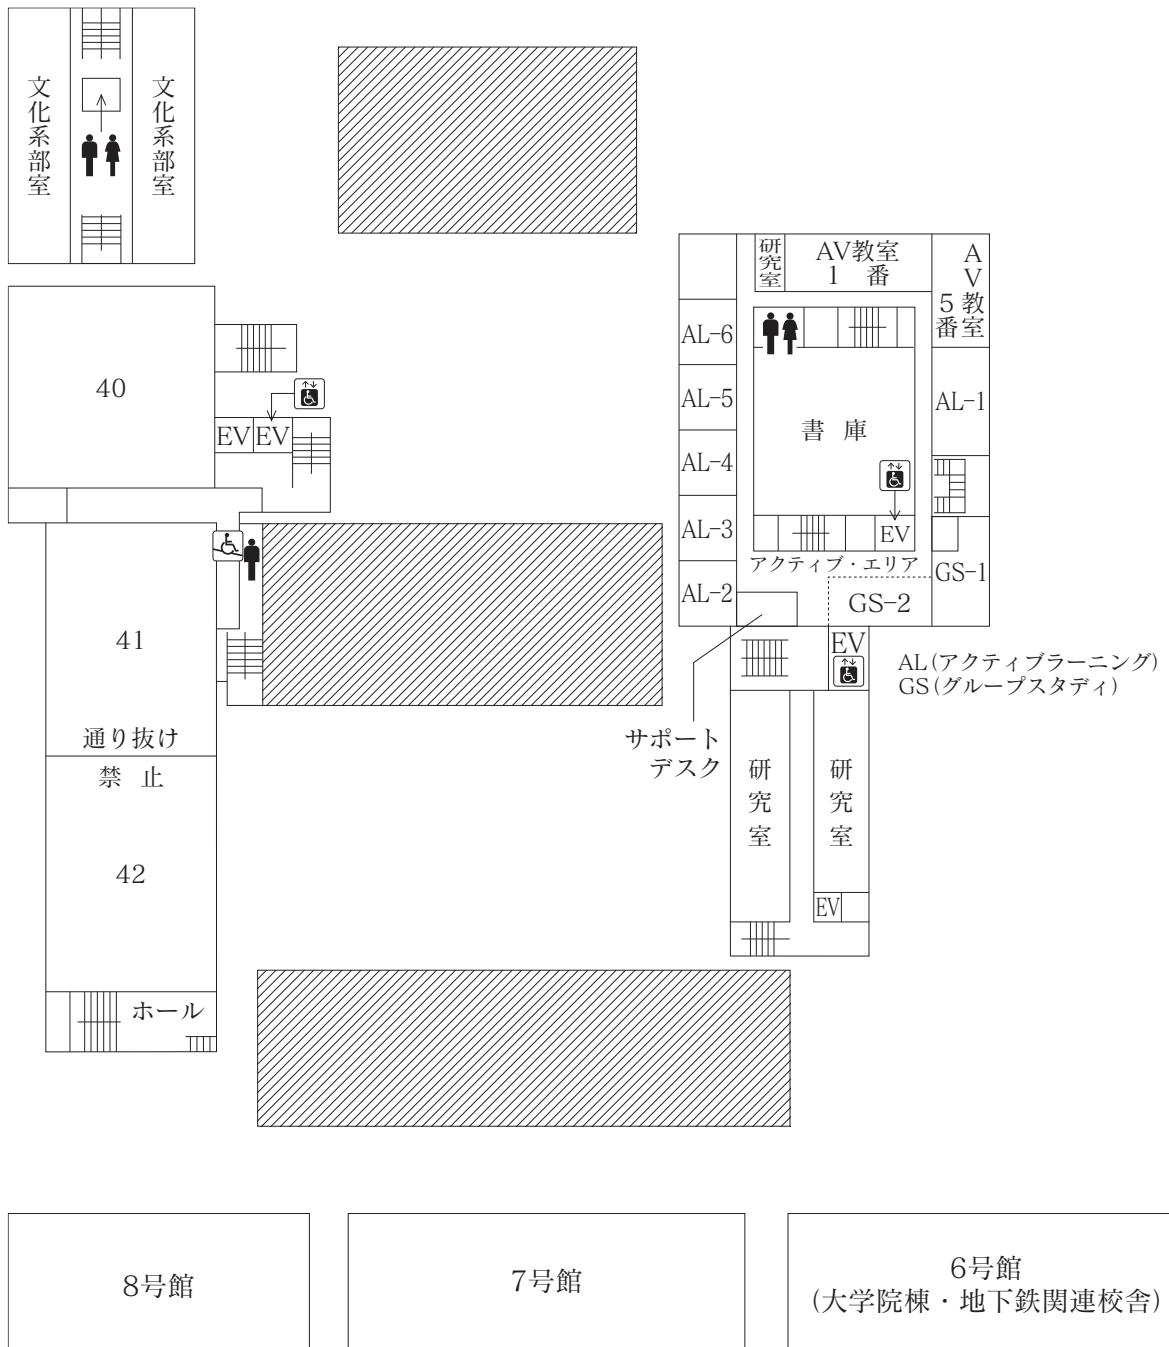 文化系部室
文化系部室
研究室
AV教室
1 番
AV教室
5番
AL-6
40
AL-5
AL-1
EV
EV
書 庫
AL-4
AL-3
EV
アクティブ・エリア
AL-2
GS-2
GS-1
41
EV
AL(アクティブラーニング)
GS(グループスタディ)
通り抜け
禁 止
サポート
デスク
研究室
研究室
42
EV
ホール
8号館
7号館
6号館
(大学院棟・地下鉄関連校舎)